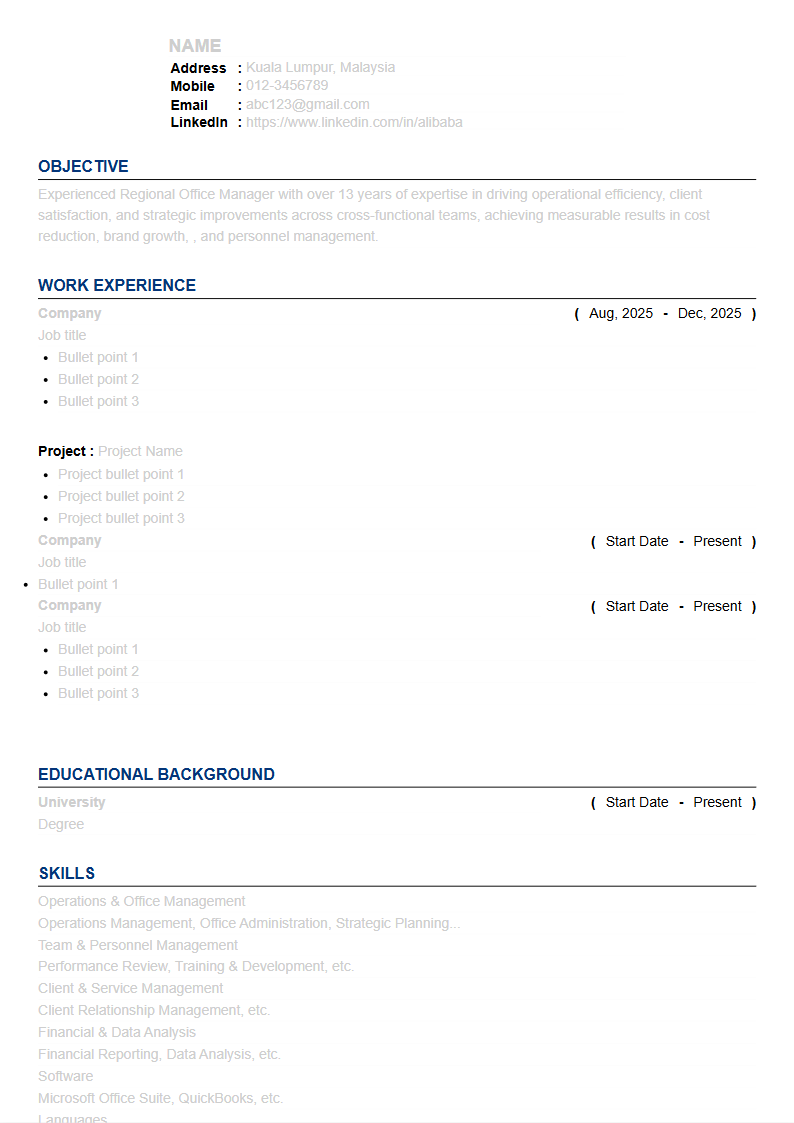 NAME
Address : Kuala Lumpur, Malaysia
Mobile : 012-3456789
Email : abc123@gmail.com
LinkedIn : https://www.linkedin.com/in/alibaba
OBJECTIVE
Experienced Regional Office Manager with over 13 years of expertise in driving operational efficiency, client
satisfaction, and strategic improvements across cross-functional teams, achieving measurable results in cost
reduction, brand growth, , and personnel management.
WORK EXPERIENCE
Company ( Aug, 2025 - Dec, 2025 )
Job title
• Bullet point 1
• Bullet point 2
• Bullet point 3
Project : Project Name
• Project bullet point 1
• Project bullet point 2
• Project bullet point 3
Company ( Start Date - Present )
Job title
• Bullet point 1
Company ( Start Date - Present )
Job title
• Bullet point 1
• Bullet point 2
• Bullet point 3
EDUCATIONAL BACKGROUND
University ( Start Date - Present )
Degree
SKILLS
Operations & Office Management
Operations Management, Office Administration, Strategic Planning...
Team & Personnel Management
Performance Review, Training & Development, etc.
Client & Service Management
Client Relationship Management, etc.
Financial & Data Analysis
Financial Reporting, Data Analysis, etc.
Software
Microsoft Office Suite, QuickBooks, etc.
Languages